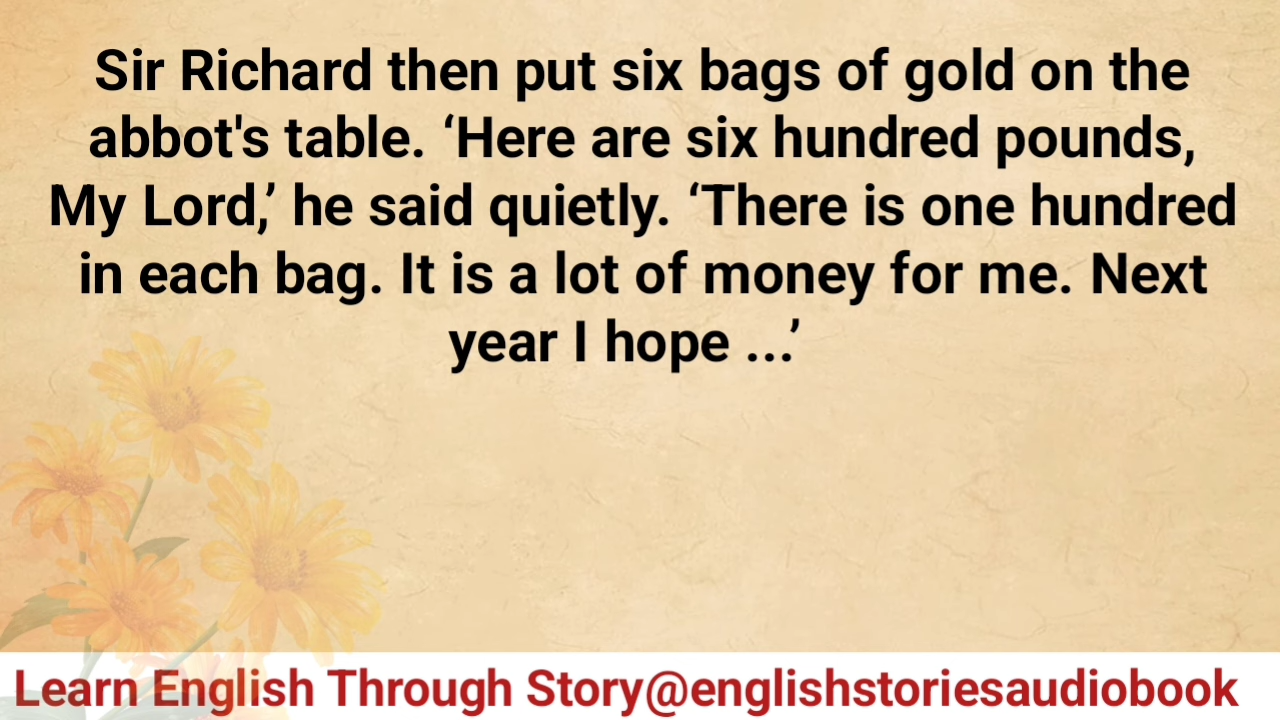 Sir Richard then put six bags of gold on the
abbot's table. ‘Here are six hundred pounds,
My Lord,’ he said quietly. ‘There is one hundred
in each bag. It is a lot of money for me. Next
year I hope ...’
Learn English Through Story@englishstoriesaudiobook